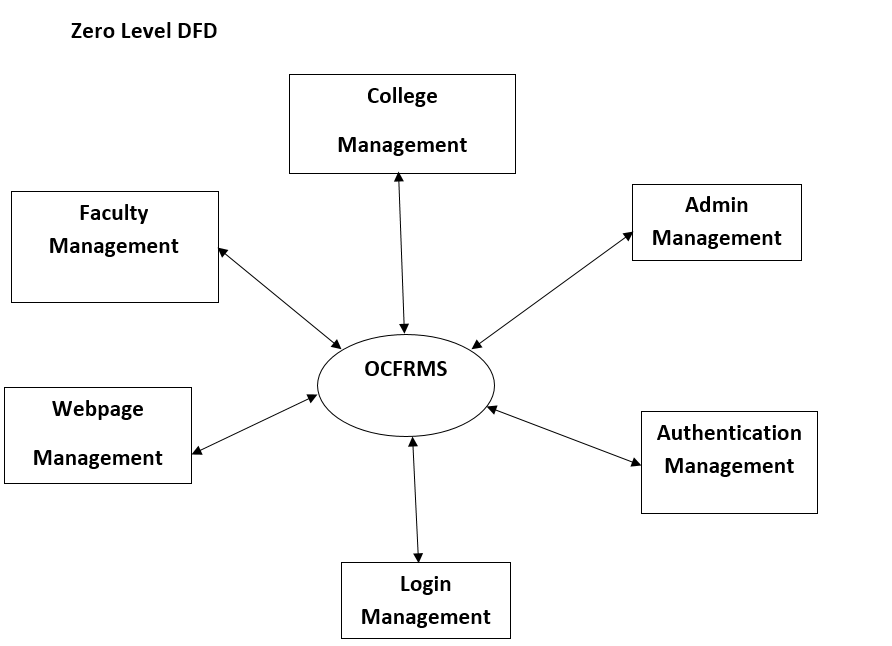 Zero Level DFD
College
Management
Faculty
Management
Admin
Management
OCFRMS
Webpage
Management
Authentication
Management
Login
Management